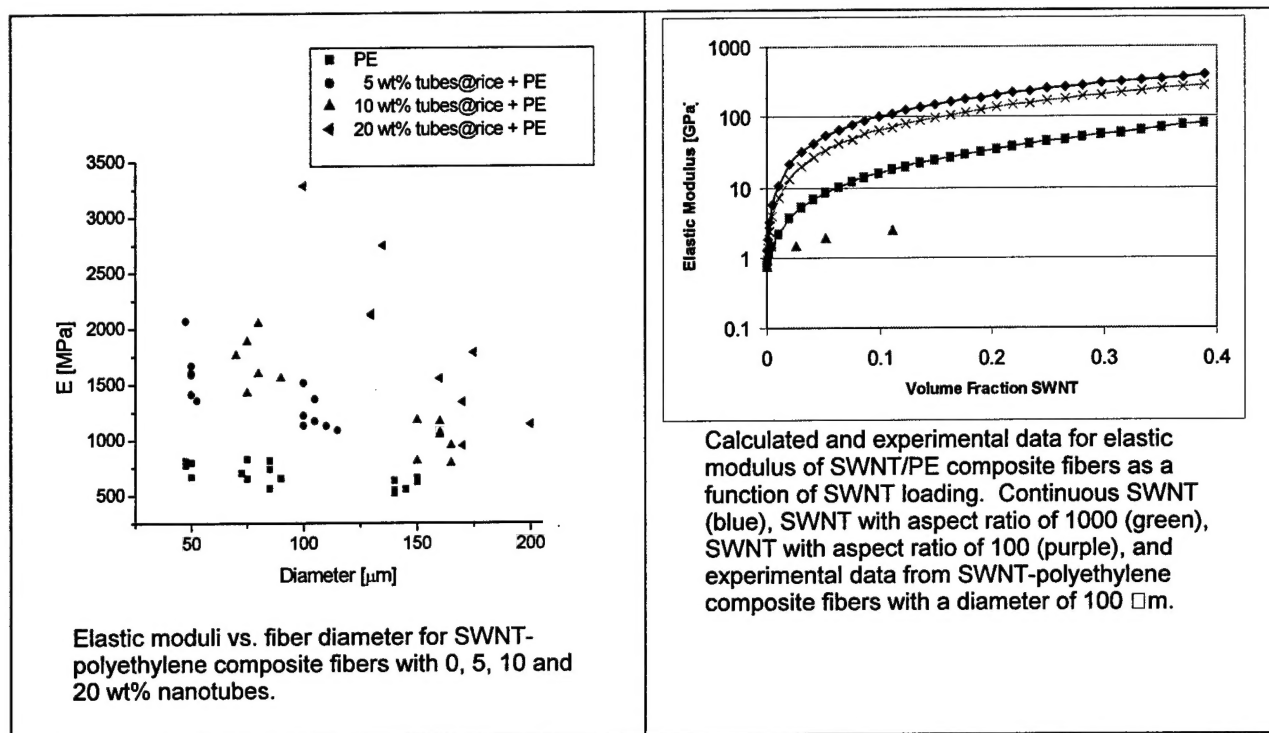 PE
5 wt% tubes@rice + PE
10 wt% tubes@rice + PE
20 wt% tubes@rice + PE
3500
3000
2500
2000
1500
1000
500
E [MPa]
50
100
150
200
Diameter [μm]
Elastic moduli vs. fiber diameter for SWNT-
polyethylene composite fibers with 0, 5, 10 and
20 wt% nanotubes.
1000
100
10
1
0.1
Elastic Modulus [GPa]
0
0.1
0.2
0.3
0.4
Volume Fraction SWNT
Calculated and experimental data for elastic
modulus of SWNT/PE composite fibers as a
function of SWNT loading. Continuous SWNT
(blue), SWNT with aspect ratio of 1000 (green),
SWNT with aspect ratio of 100 (purple), and
experimental data from SWNT-polyethylene
composite fibers with a diameter of 100 □m.